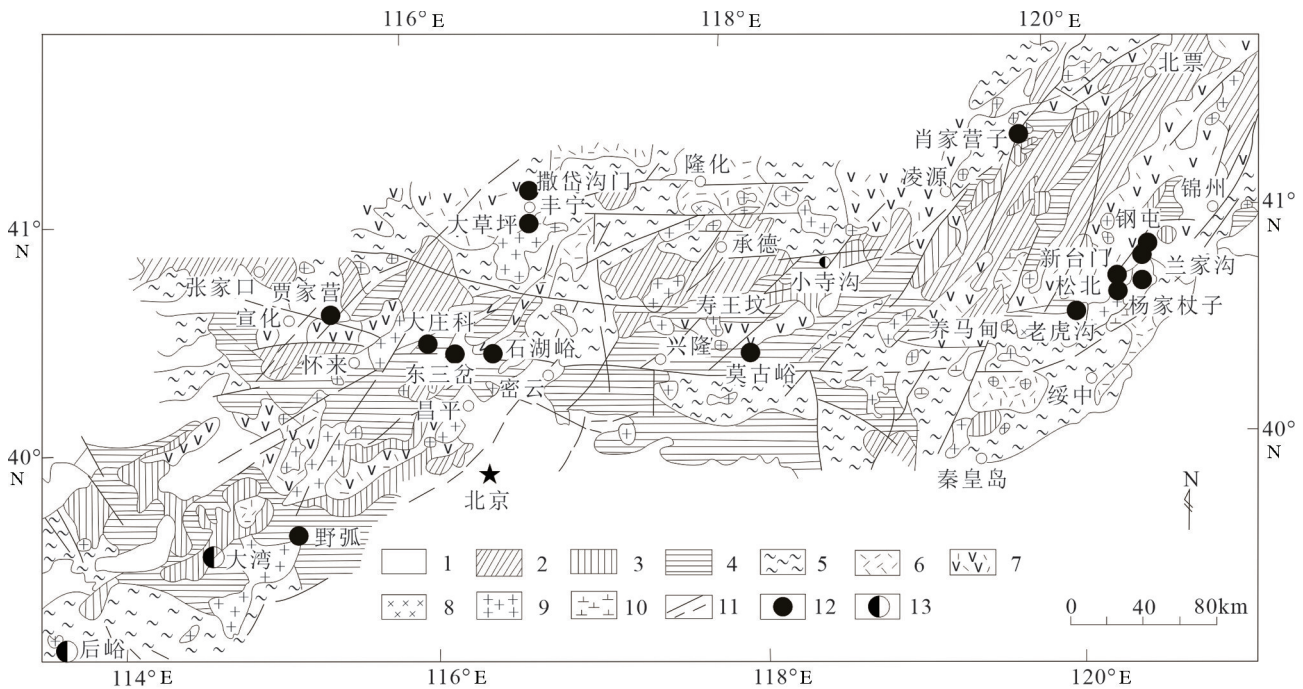 116°E
118°E
120°E
北票
肖家营子
隆化
撒岱沟门
凌源
锦州
丰宁
41°
N
大草坪
钢屯
41°
N
承德
新台门
兰家沟
小寺沟
张家口
贾家营
松北
寿王坟
杨家杖子
宣化
大庄科
养马甸
老虎沟
兴隆
石湖峪
怀来
东三岔
莫古峪
密云
绥中
昌平
40°
N
40°
N
秦皇岛
N
北京
野弧
大湾
1
2
3
4
5
6
7
8
9
10
11
12
13
0 40 80km
后峪
114°E
116°E
118°E
120°E